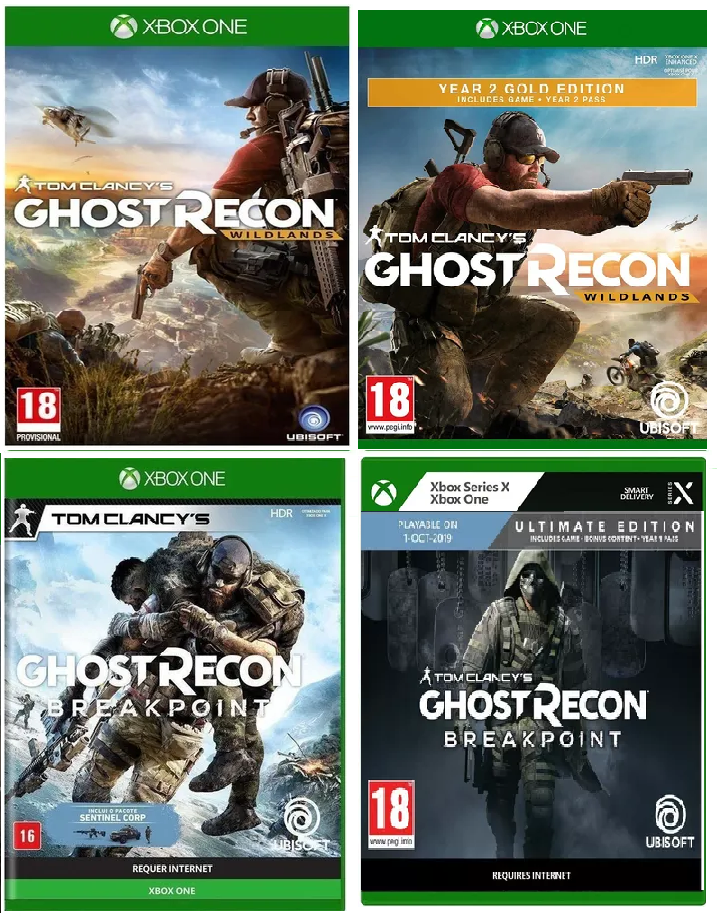 XBOX ONE
TOM CLANCY'S
GHOST RECON
WILDLANDS
18
PROVISIONAL
UBISOFT
XBOX ONE
HDR
XBOX ONE X
ENHANCED
YEAR 2 GOLD EDITION
INCLUDES GAME • YEAR 2 PASS
TOM CLANCY'S
GHOST RECON
WILDLANDS
18
www.pegi.info
UBISOFT
XBOX ONE
TOM CLANCY'S
HDR
GHOST RECON
BREAKPOINT
INCLUI O PACOTE
SENTINEL CORP
16
UBISOFT
REQUER INTERNET
XBOX ONE
Xbox Series X
Xbox One
SMART
DELIVERY
SERIES X
PLAYABLE ON
1-OCT-2019
ULTIMATE EDITION
INCLUDES GAME • BONUS CONTENT • YEAR 1 PASS
TOM CLANCY'S
GHOST RECON
BREAKPOINT
18
www.pegi.info
UBISOFT
REQUIRES INTERNET